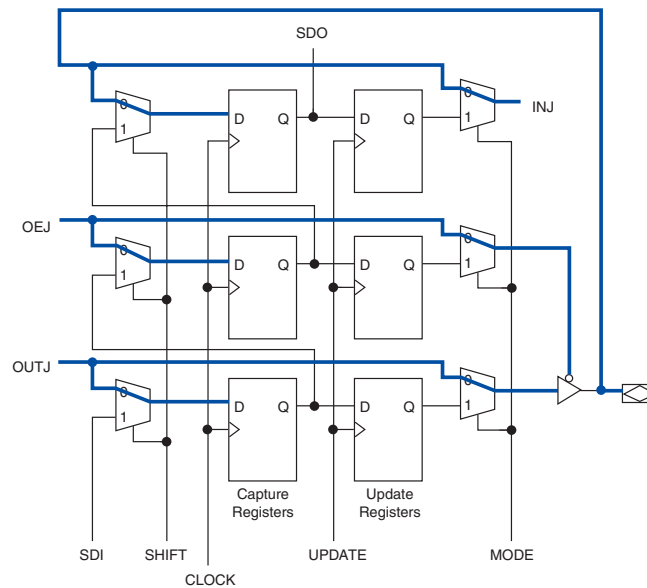 SDO
0
1
D Q
D Q
0
1
INJ
OEJ
0
1
D Q
D Q
0
1
OUTJ
0
1
D Q
D Q
0
1
Capture
Registers
Update
Registers
SDI
SHIFT
CLOCK
UPDATE
MODE